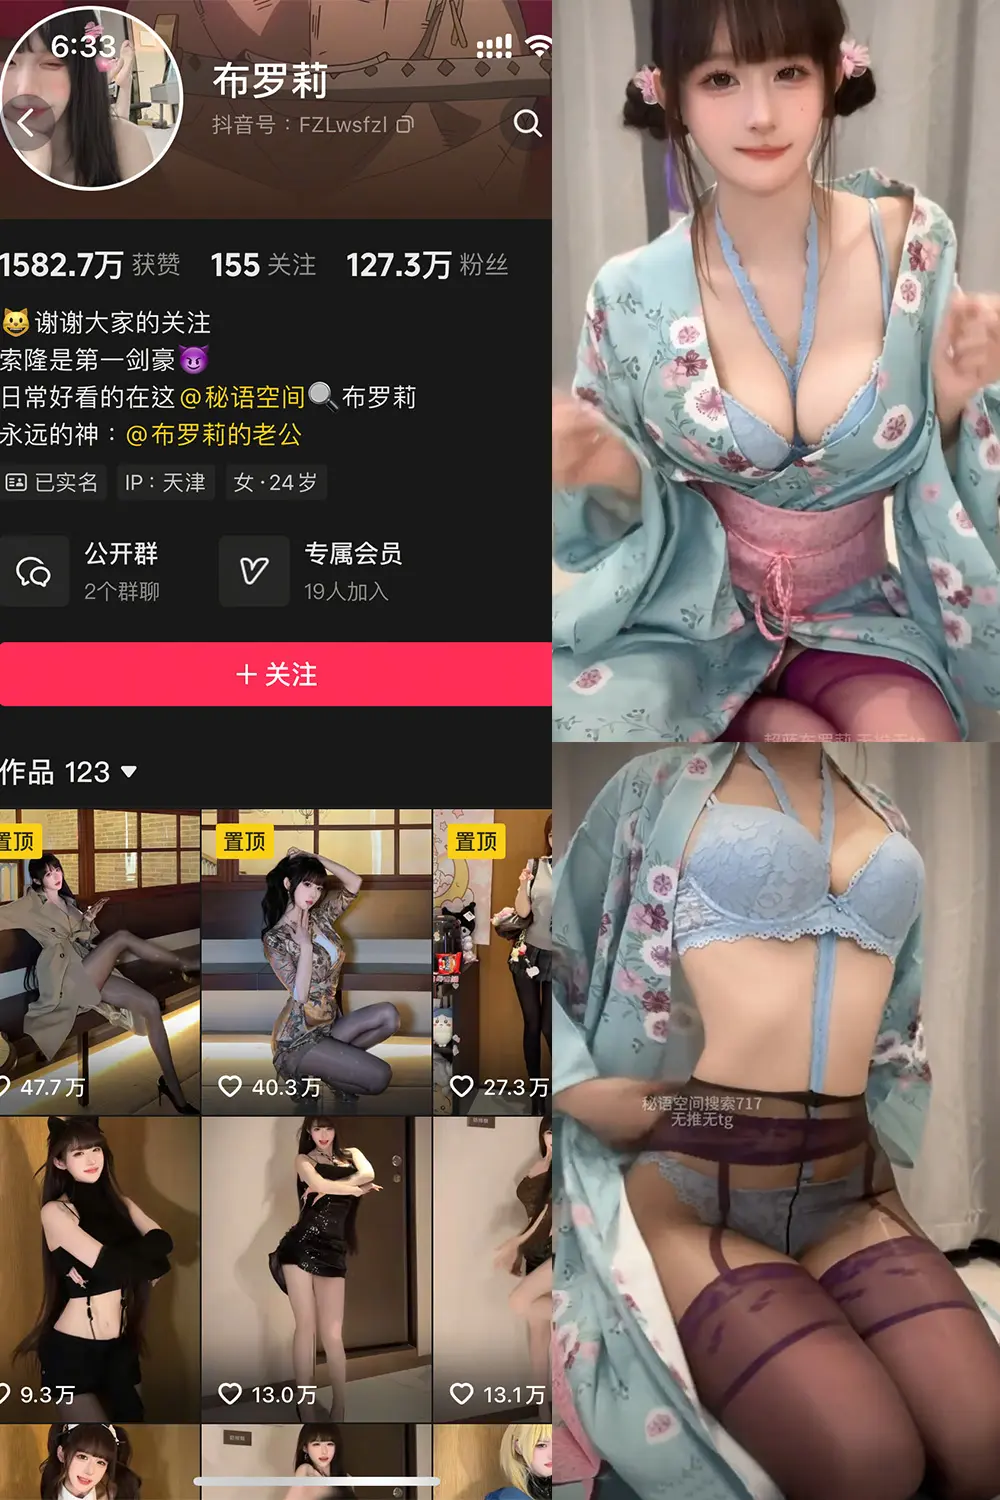 6:33
布罗莉
抖音号：FZLwsfzl
1582.7万 获赞 155 关注 127.3万 粉丝
😺谢谢大家的关注
索隆是第一剑豪😈
日常好看的在这@秘语空间🔍布罗莉
永远的神：@布罗莉的老公
已实名 IP：天津 女·24岁
公开群 专属会员
2个群聊 19人加入
＋关注
作品 123
置顶 置顶 置顶
47.7万 40.3万 27.3万
9.3万 13.0万 13.1万
秘语空间搜索717
无推无tg